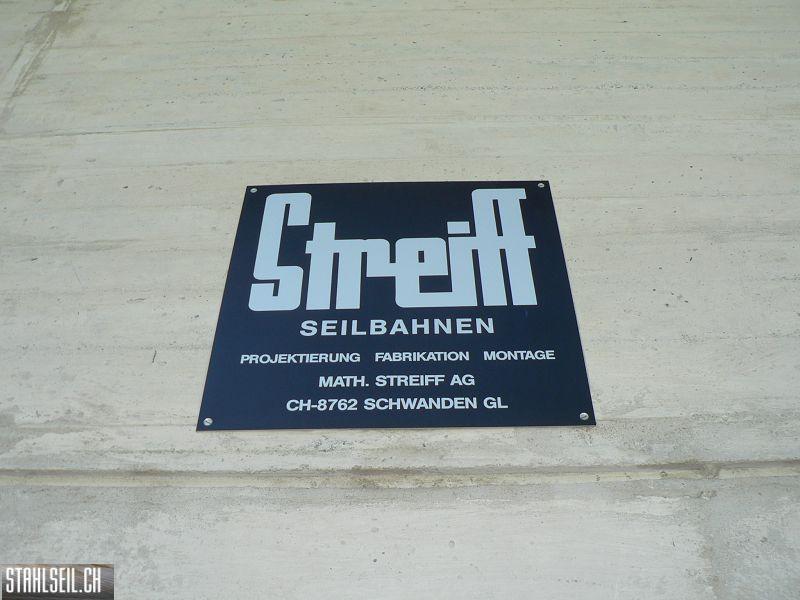 Streiff
SEILBAHNEN
PROJEKTIERUNG FABRIKATION MONTAGE
MATH. STREIFF AG
CH-8762 SCHWANDEN GL
STAHLSEIL.CH